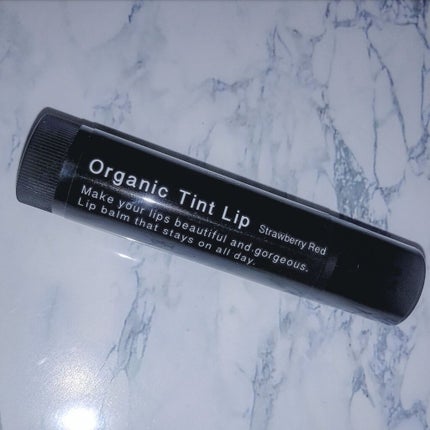 Organic Tint Lip Strawberry Red
Make your lips beautiful and gorgeous.
Lip balm that stays on all day.